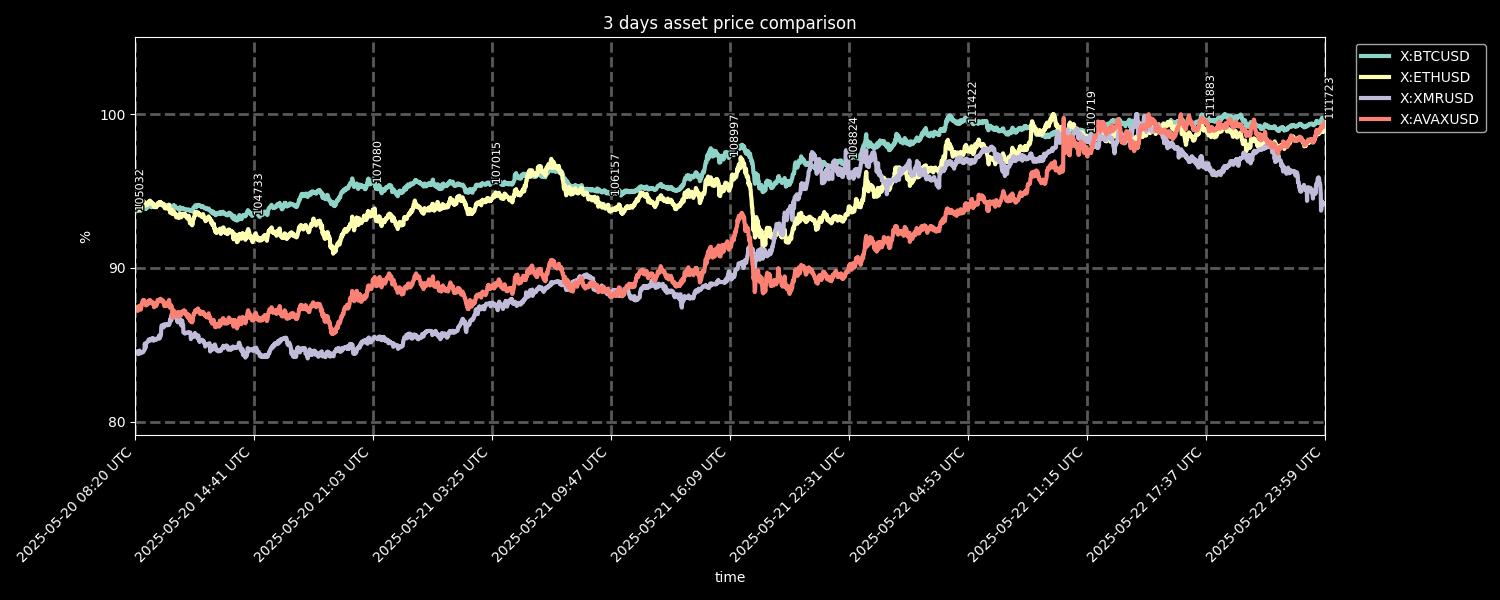 3 days asset price comparison
X:BTCUSD
X:ETHUSD
X:XMRUSD
X:AVAXUSD
100
90
80
%
105032
104733
107080
107015
106157
108997
108824
111422
110719
111883
111723
2025-05-20 08:20 UTC
2025-05-20 14:41 UTC
2025-05-20 21:03 UTC
2025-05-21 03:25 UTC
2025-05-21 09:47 UTC
2025-05-21 16:09 UTC
2025-05-21 22:31 UTC
2025-05-22 04:53 UTC
2025-05-22 11:15 UTC
2025-05-22 17:37 UTC
2025-05-22 23:59 UTC
time